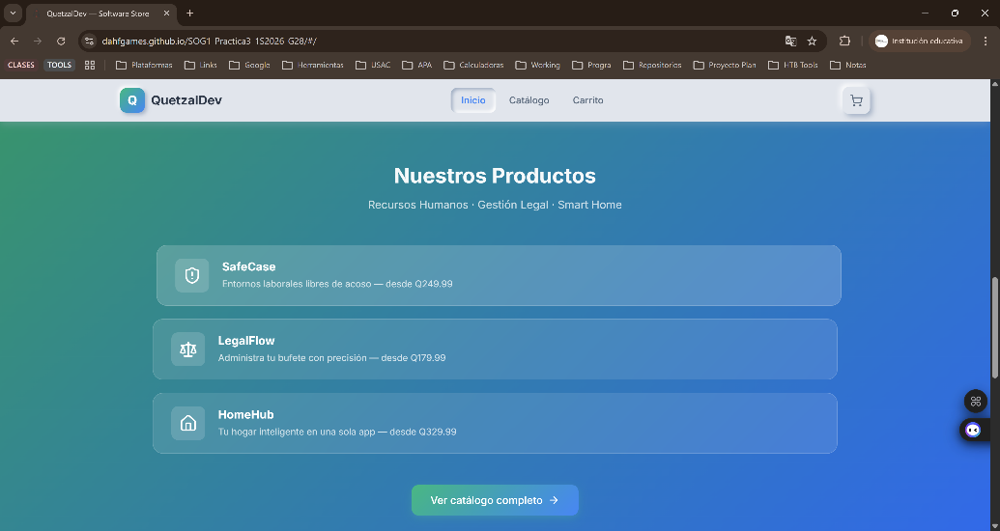 QuetzalDev — Software Store
dahfgames.github.io/SOG1_Practica3_1S2026_G28/#/
Institución educativa
CLASES TOOLS Plataformas Links Google Herramientas USAC APA Calculadoras Working Progra Repositorios Proyecto Plan HTB Tools Notas
Q QuetzalDev Inicio Catálogo Carrito
Nuestros Productos
Recursos Humanos · Gestión Legal · Smart Home
SafeCase
Entornos laborales libres de acoso — desde Q249.99
LegalFlow
Administra tu bufete con precisión — desde Q179.99
HomeHub
Tu hogar inteligente en una sola app — desde Q329.99
Ver catálogo completo →